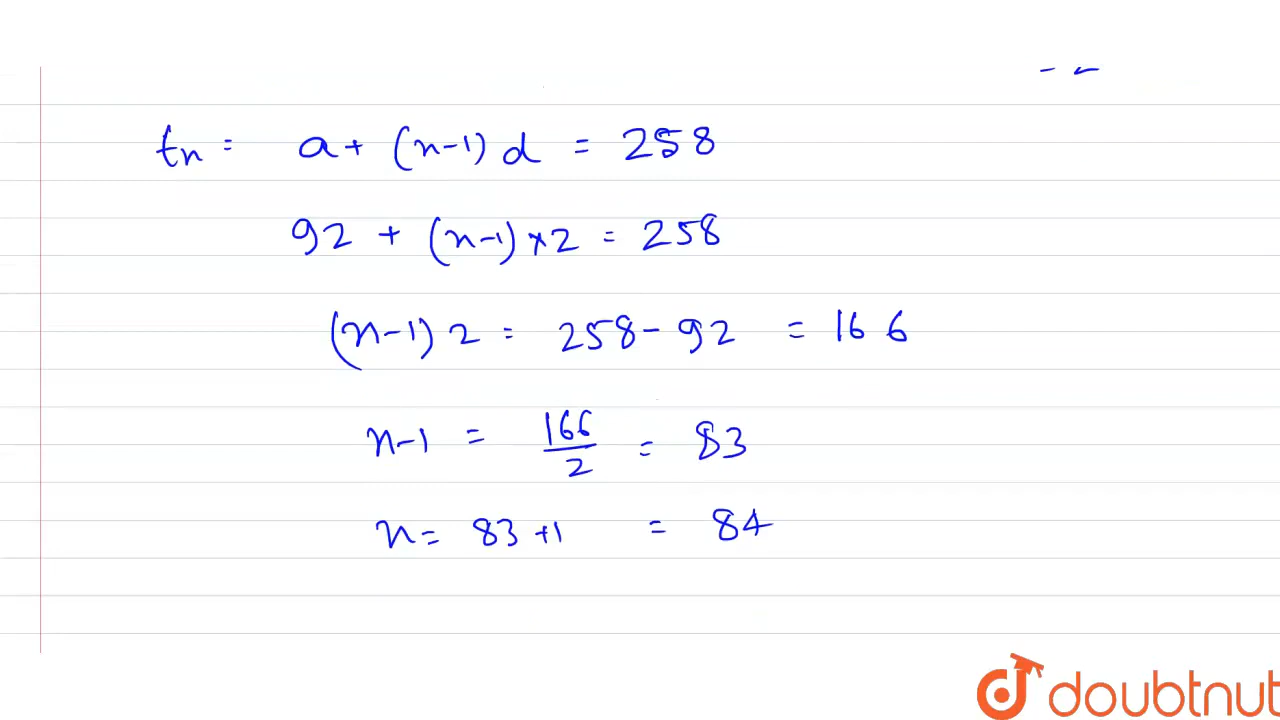 tn = a + (n-1) d = 258
92 + (n-1) × 2 = 258
(n-1) 2 = 258 - 92 = 166
n-1 = 166/2 = 83
n = 83 + 1 = 84
doubtnut